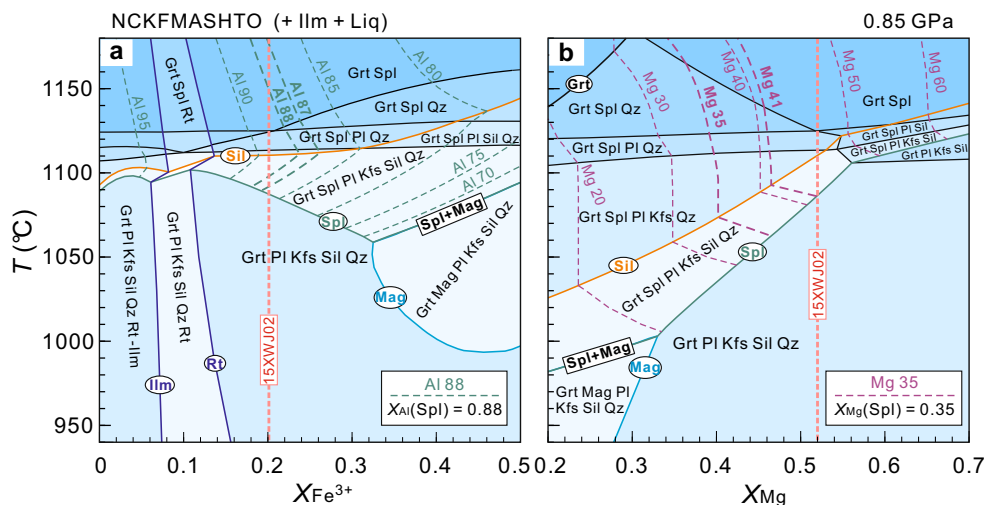 NCKFMASHTO (+ Ilm + Liq)
0.85 GPa
a
Al 95
Grt Spl Rt
Al 90
Al 88
Al 87
Al 85
Al 80
Grt Spl
Grt Spl Qz
Grt Spl Pl Qz
Grt Spl Pl Sil Qz
Sil
Grt Spl Pl Kfs Sil Qz
Al 75
Al 70
Spl
Spl+Mag
Grt Pl Kfs Sil Qz Rt -Ilm
Grt Pl Kfs Sil Qz Rt
Grt Pl Kfs Sil Qz
Grt Mag Pl Kfs Sil Qz
Mag
15XWJ02
Ilm
Rt
Al 88
XAl(Spl) = 0.88
T (°C)
1150
1100
1050
1000
950
0
0.1
0.2
0.3
0.4
0.5
XFe³⁺
b
Grt
Mg 30
Mg 35
Mg 40
Mg 41
Mg 50
Mg 60
Grt Spl Qz
Grt Spl
Grt Spl Pl Qz
Grt Spl Pl Sil
Grt Spl Pl Kfs Sil
Grt Pl Kfs Sil
Mg 20
Grt Spl Pl Kfs Qz
Sil
Grt Spl Pl Kfs Sil Qz
Spl
15XWJ02
Spl+Mag
Mag
Grt Pl Kfs Sil Qz
Grt Mag Pl
Kfs Sil Qz
Mg 35
XMg(Spl) = 0.35
0.2
0.3
0.4
0.5
0.6
0.7
XMg